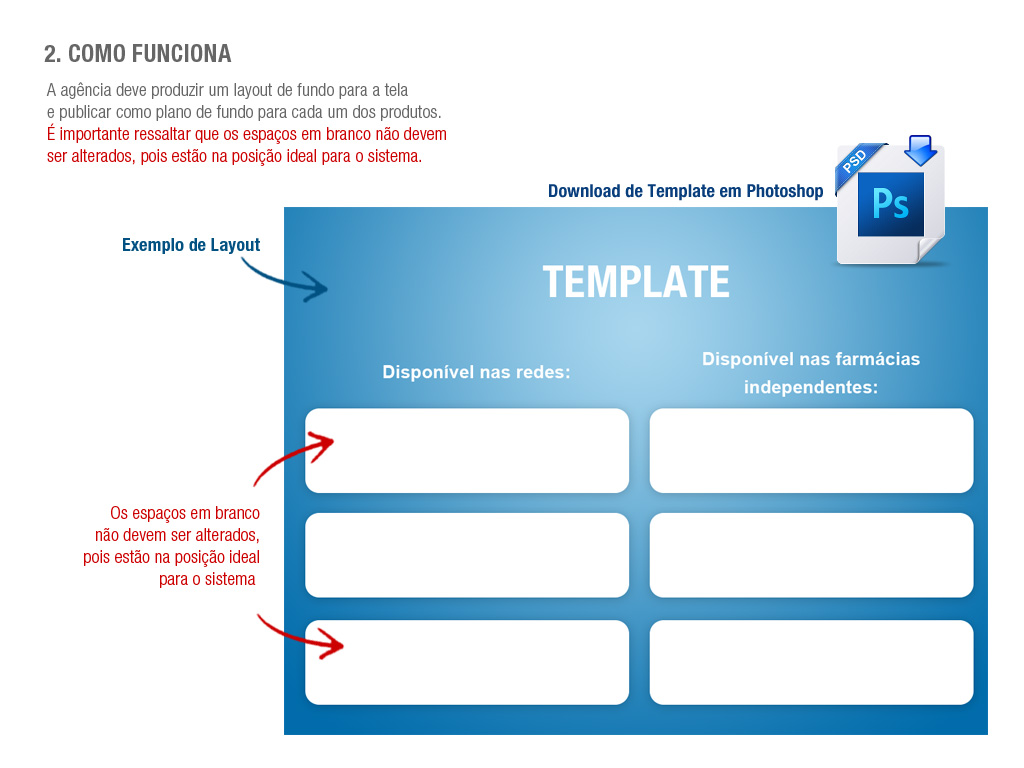 2. COMO FUNCIONA
A agência deve produzir um layout de fundo para a tela
e publicar como plano de fundo para cada um dos produtos.
É importante ressaltar que os espaços em branco não devem
ser alterados, pois estão na posição ideal para o sistema.
Download de Template em Photoshop
PSD
Ps
Exemplo de Layout
TEMPLATE
Disponível nas redes:
Disponível nas farmácias
independentes:
Os espaços em branco
não devem ser alterados,
pois estão na posição ideal
para o sistema